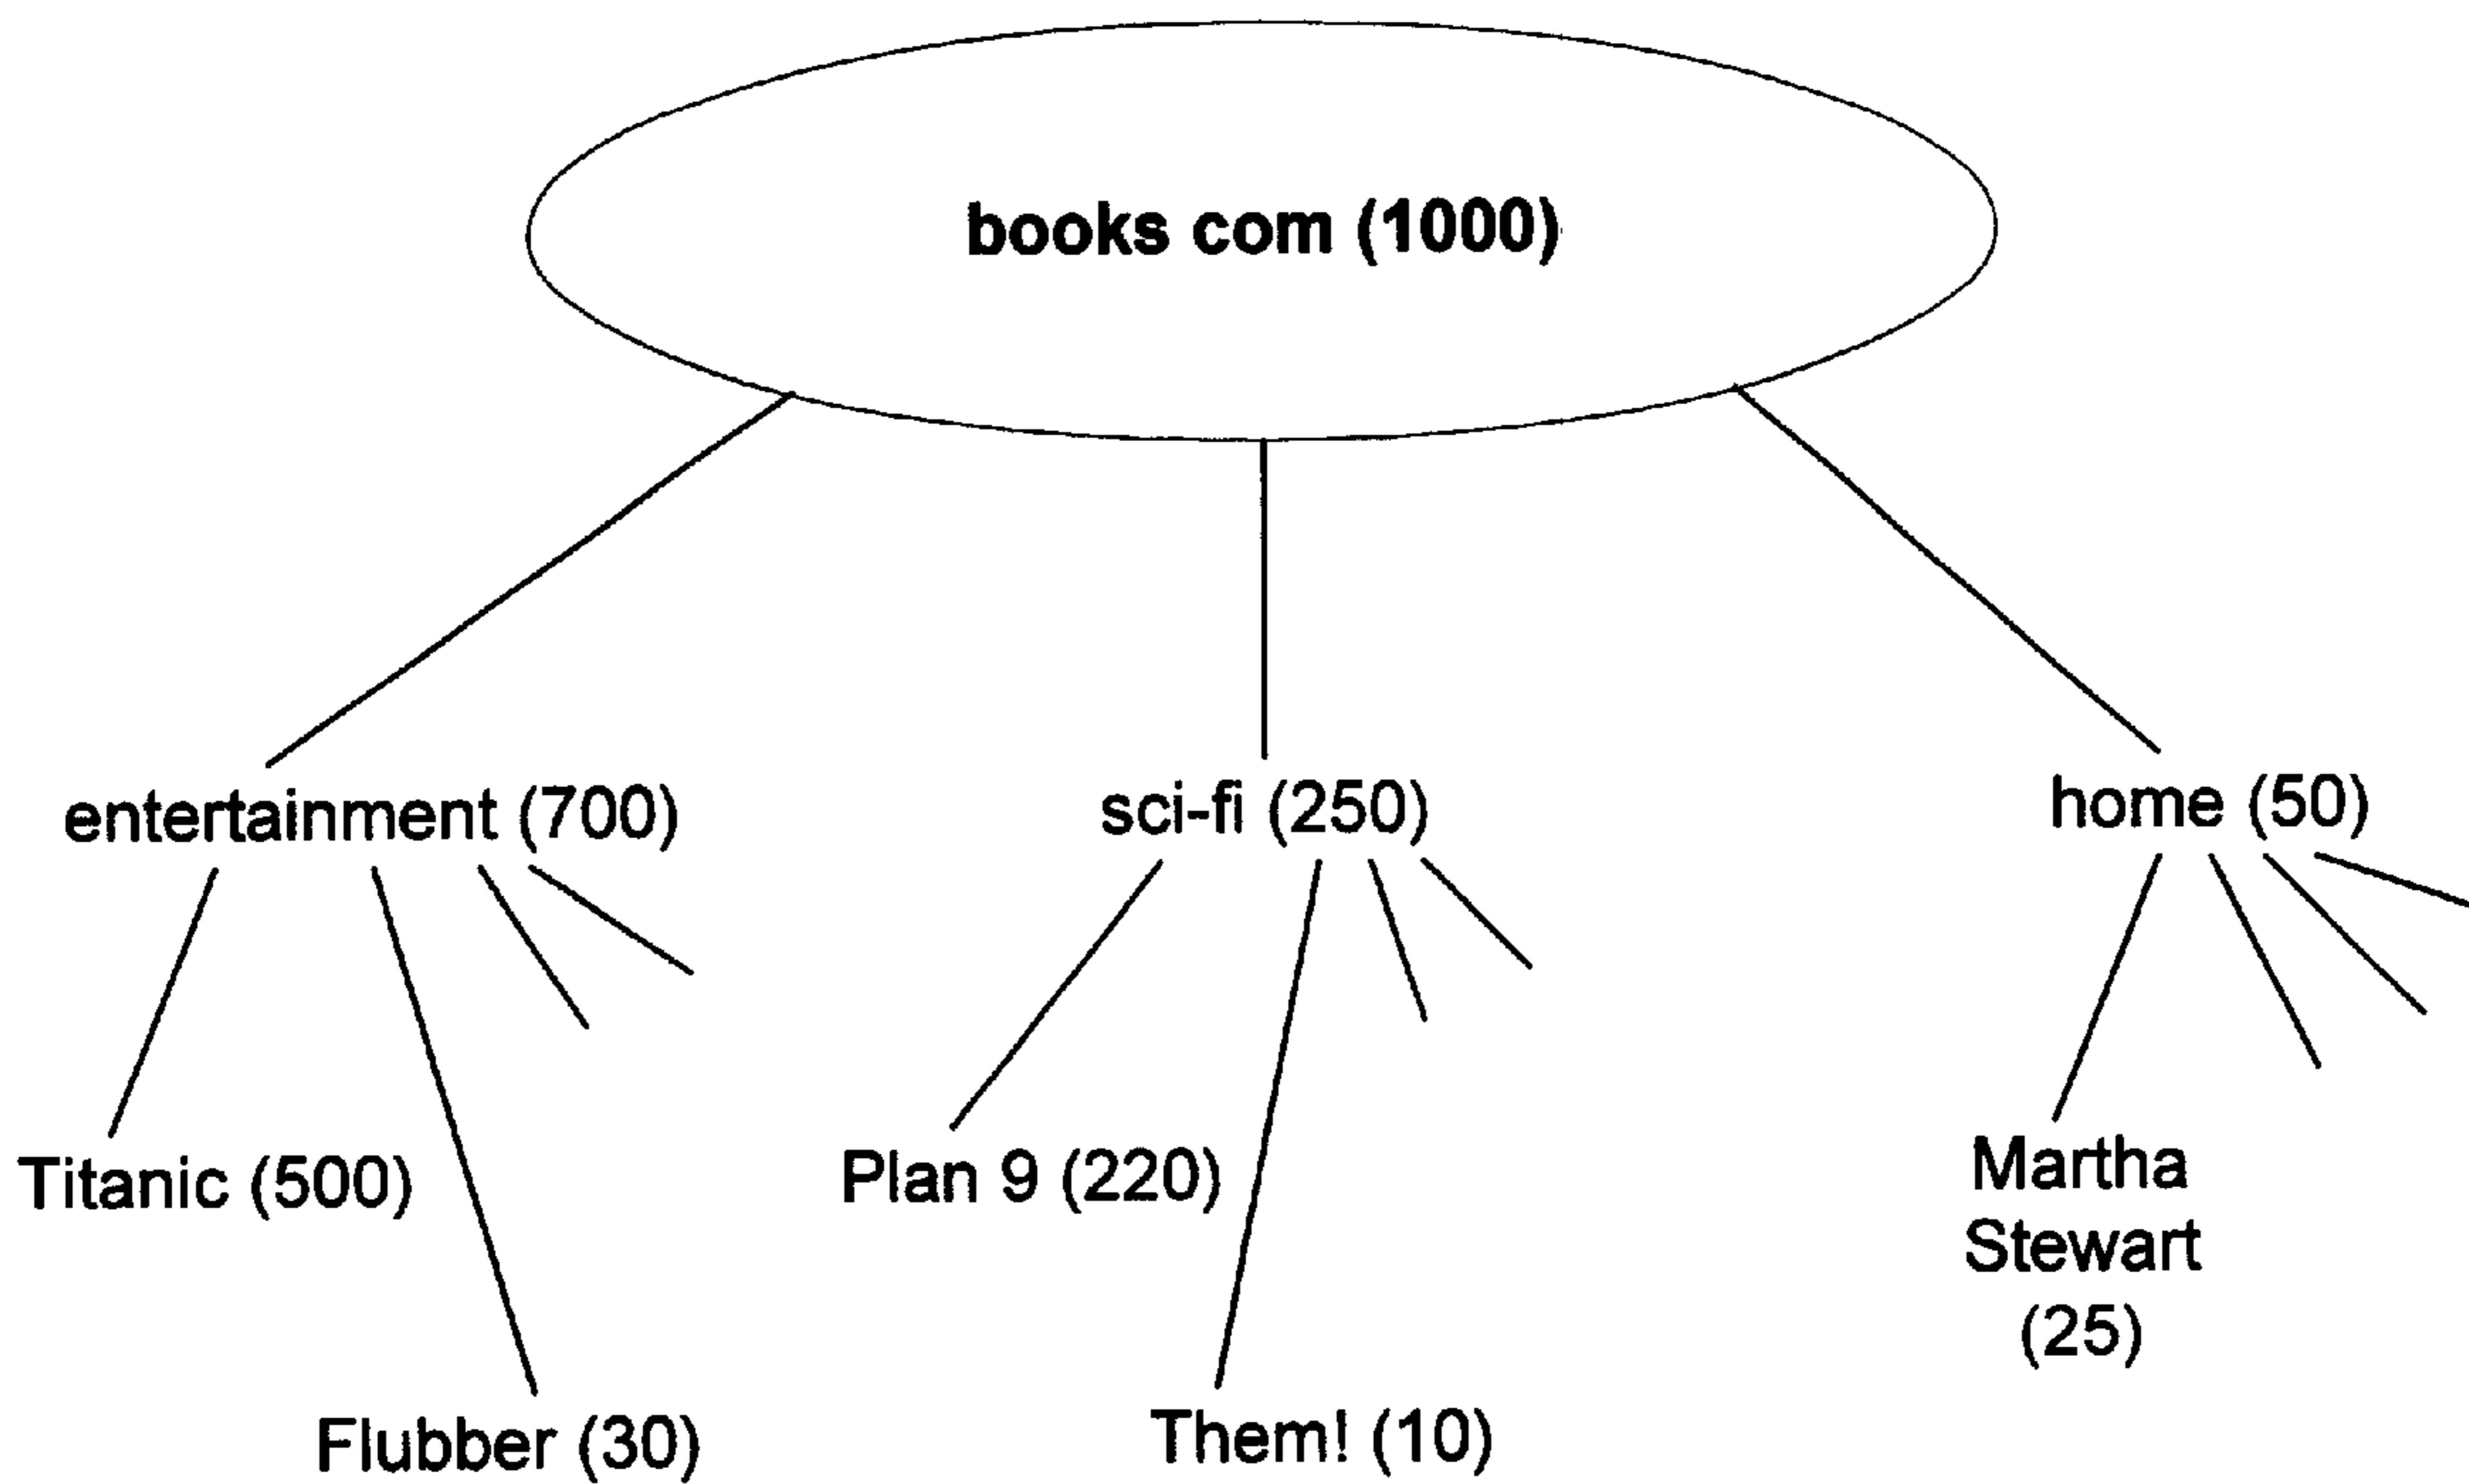 books com (1000)
entertainment (700)
sci-fi (250)
home (50)
Titanic (500)
Plan 9 (220)
Martha
Stewart
(25)
Flubber (30)
Them! (10)